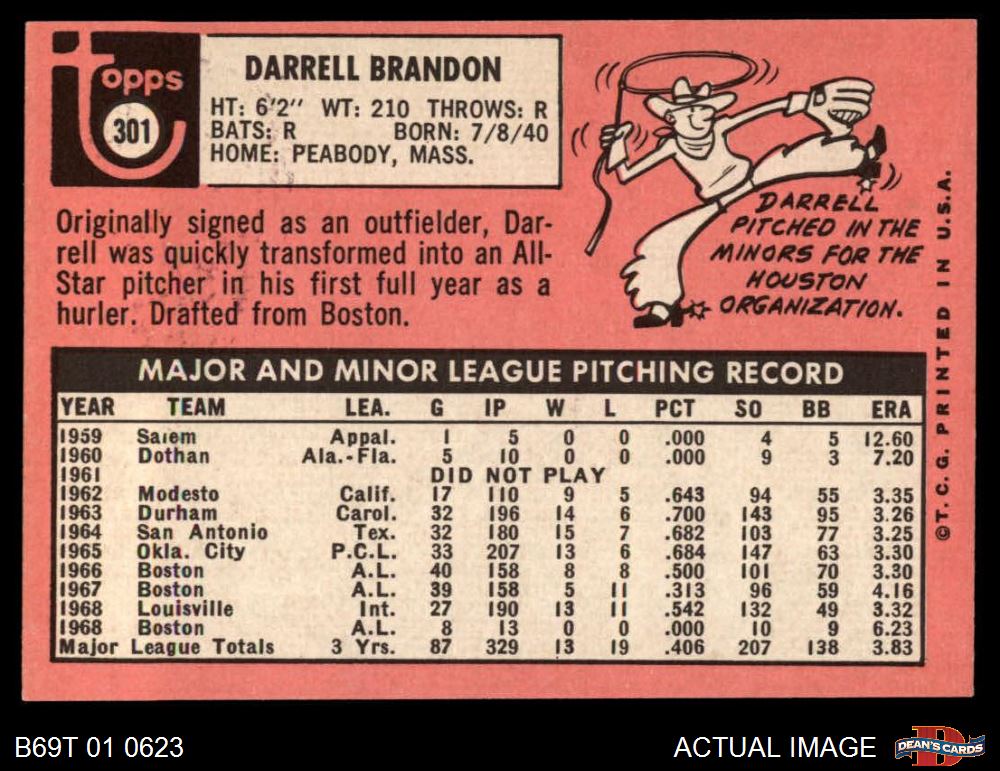 Topps
301
DARRELL BRANDON
HT: 6'2" WT: 210 THROWS: R
BATS: R BORN: 7/8/40
HOME: PEABODY, MASS.
Originally signed as an outfielder, Dar-
rell was quickly transformed into an All-
Star pitcher in his first full year as a
hurler. Drafted from Boston.
DARRELL
PITCHED IN THE
MINORS FOR THE
HOUSTON
ORGANIZATION.
MAJOR AND MINOR LEAGUE PITCHING RECORD
YEAR TEAM LEA. G IP W L PCT SO BB ERA
1959 Salem Appal. 1 5 0 0 .000 4 5 12.60
1960 Dothan Ala.-Fla. 5 10 0 0 .000 9 3 7.20
1961 DID NOT PLAY
1962 Modesto Calif. 17 110 9 5 .643 94 55 3.35
1963 Durham Carol. 32 196 14 6 .700 143 95 3.26
1964 San Antonio Tex. 32 180 15 7 .682 103 77 3.25
1965 Okla. City P.C.L. 33 207 13 6 .684 147 63 3.30
1966 Boston A.L. 40 158 8 8 .500 101 70 3.30
1967 Boston A.L. 39 158 5 11 .313 96 59 4.16
1968 Louisville Int. 27 190 13 11 .542 132 49 3.32
1968 Boston A.L. 8 13 0 0 .000 10 9 6.23
Major League Totals 3 Yrs. 87 329 13 19 .406 207 138 3.83
©T.C.G. PRINTED IN U.S.A.
B69T 01 0623
ACTUAL IMAGE
D
DEAN'S CARDS